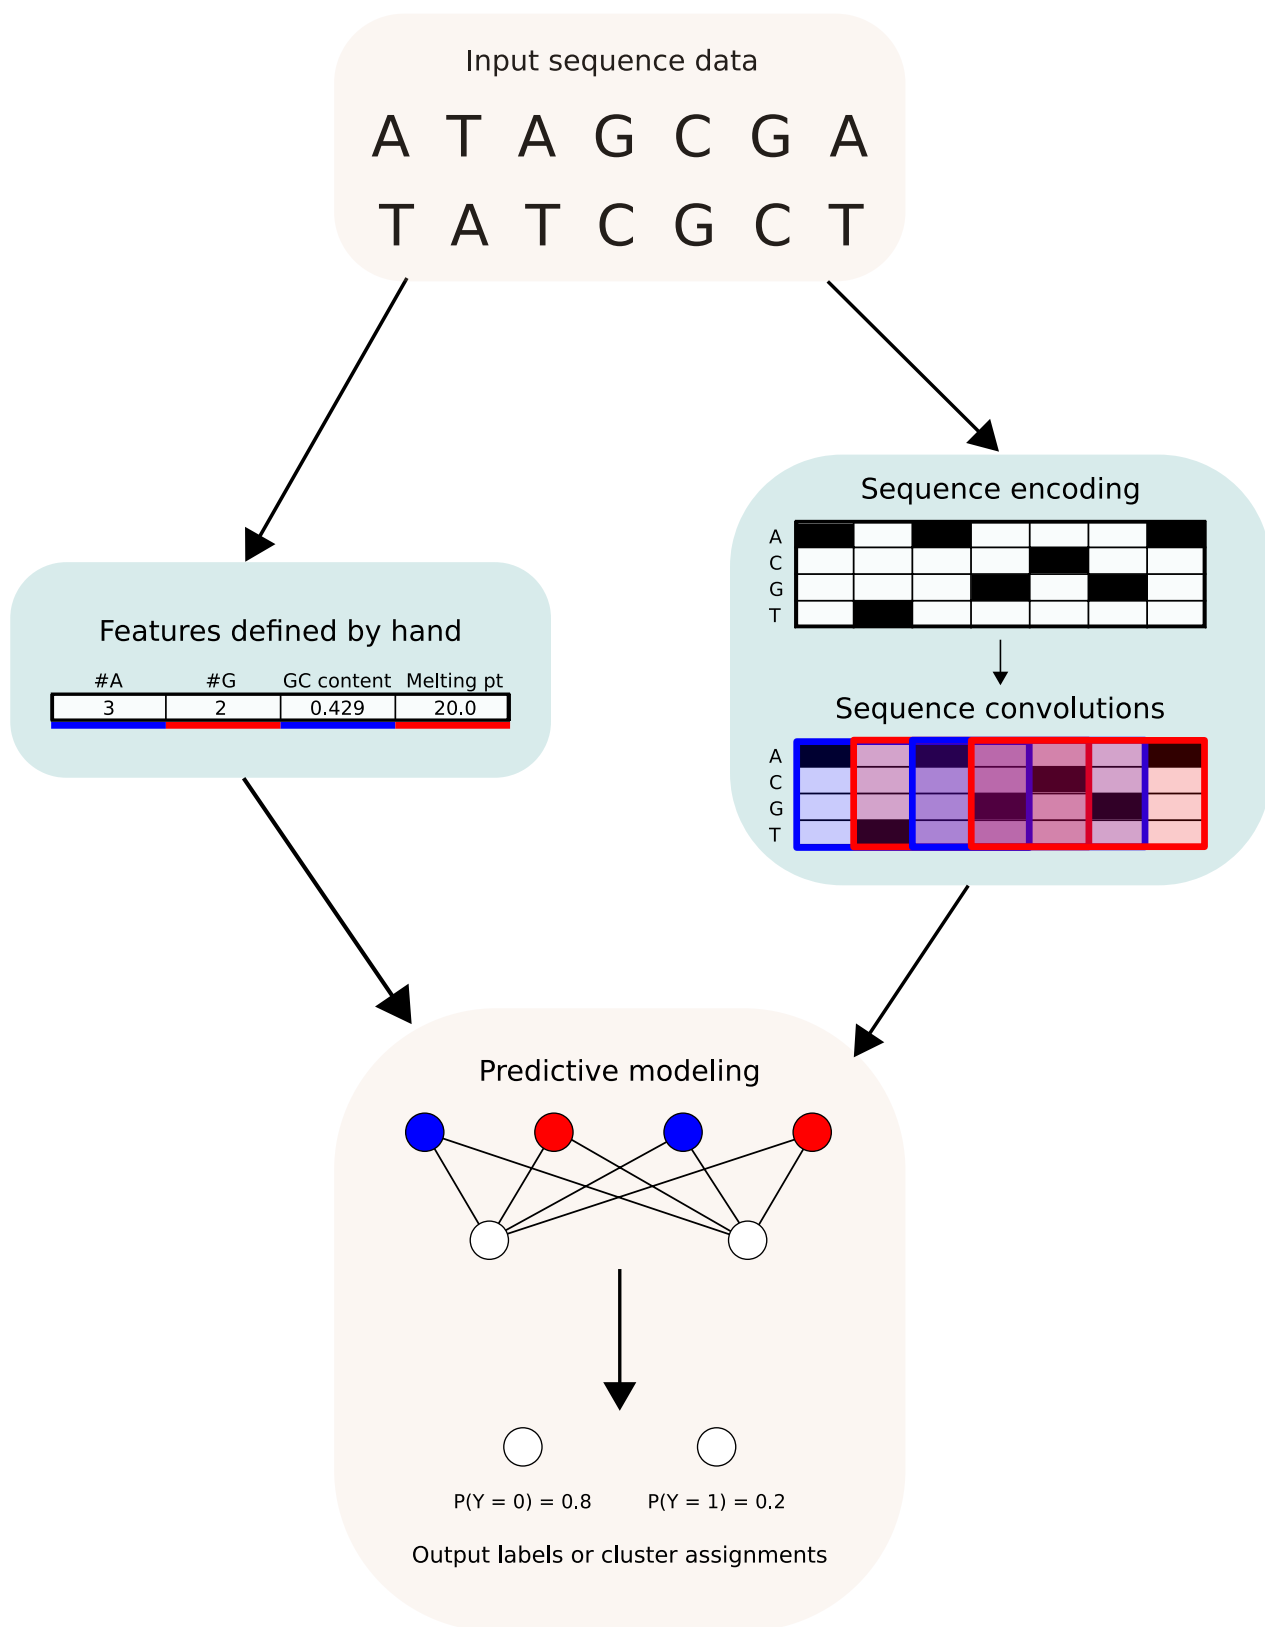 Input sequence data
A T A G C G A
T A T C G C T
Features defined by hand
#A #G GC content Melting pt
3 2 0.429 20.0
Sequence encoding
A
C
G
T
Sequence convolutions
A
C
G
T
Predictive modeling
P(Y = 0) = 0.8 P(Y = 1) = 0.2
Output labels or cluster assignments